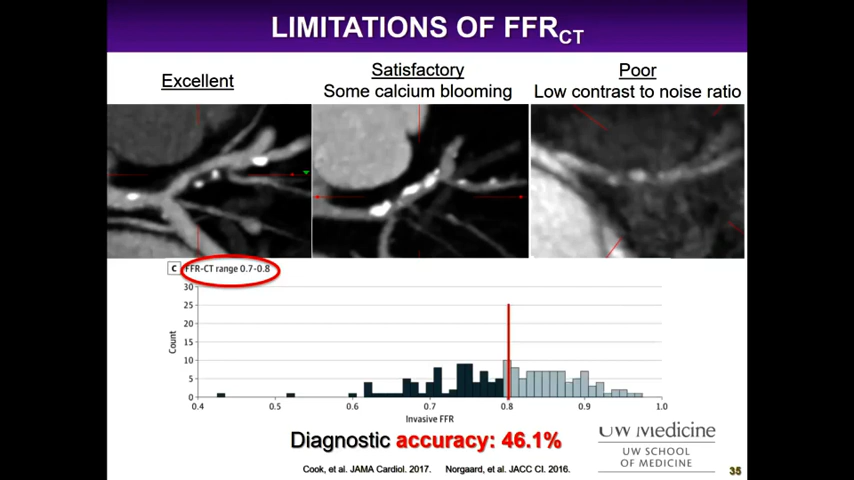 LIMITATIONS OF FFRCT
Excellent
Satisfactory
Some calcium blooming
Poor
Low contrast to noise ratio
C FFR-CT range 0.7-0.8
30
25
20
15
10
5
0
Count
0.4 0.5 0.6 0.7 0.8 0.9 1.0
Invasive FFR
Diagnostic accuracy: 46.1%
UW Medicine
UW SCHOOL
OF MEDICINE
Cook, et al. JAMA Cardiol. 2017. Norgaard, et al. JACC CI. 2016.
35